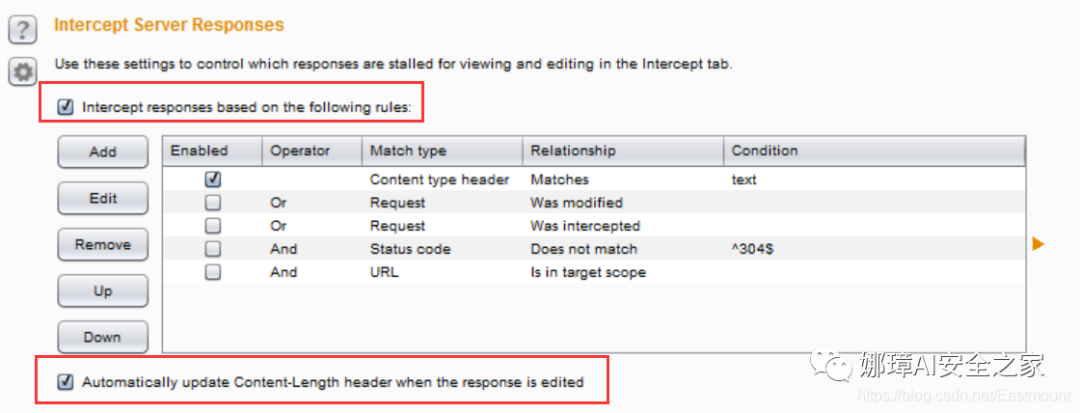 ?
Intercept Server Responses
Use these settings to control which responses are stalled for viewing and editing in the Intercept tab.
Intercept responses based on the following rules:
Add
Edit
Remove
Up
Down
Enabled Operator Match type Relationship Condition
Content type header Matches text
Or Request Was modified
Or Request Was intercepted
And Status code Does not match ^304$
And URL Is in target scope
Automatically update Content-Length header when the response is edited
娜璋AI安全之家
https://blog.csdn.net/Eastmount